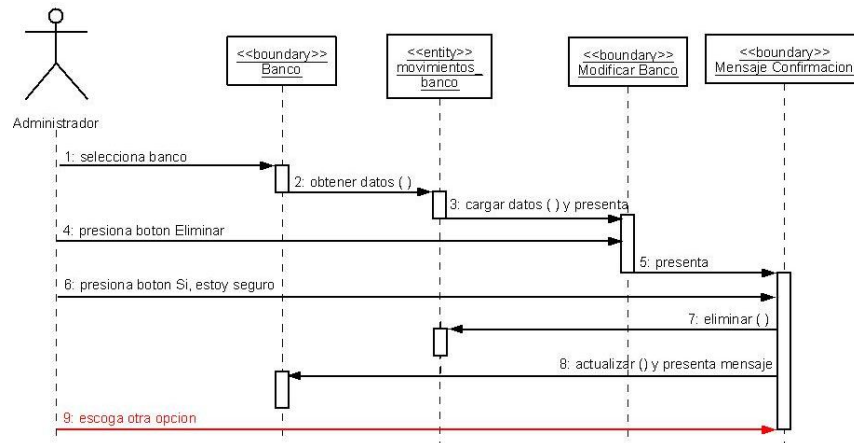 <<boundary>>
Banco
<<entity>>
movimientos_
banco
<<boundary>>
Modificar Banco
<<boundary>>
Mensaje Confirmacion
Administrador
1: selecciona banco
2: obtener datos ( )
3: cargar datos ( ) y presenta
4: presiona boton Eliminar
5: presenta
6: presiona boton Si, estoy seguro
7: eliminar ( )
8: actualizar () y presenta mensaje
9: escoga otra opcion